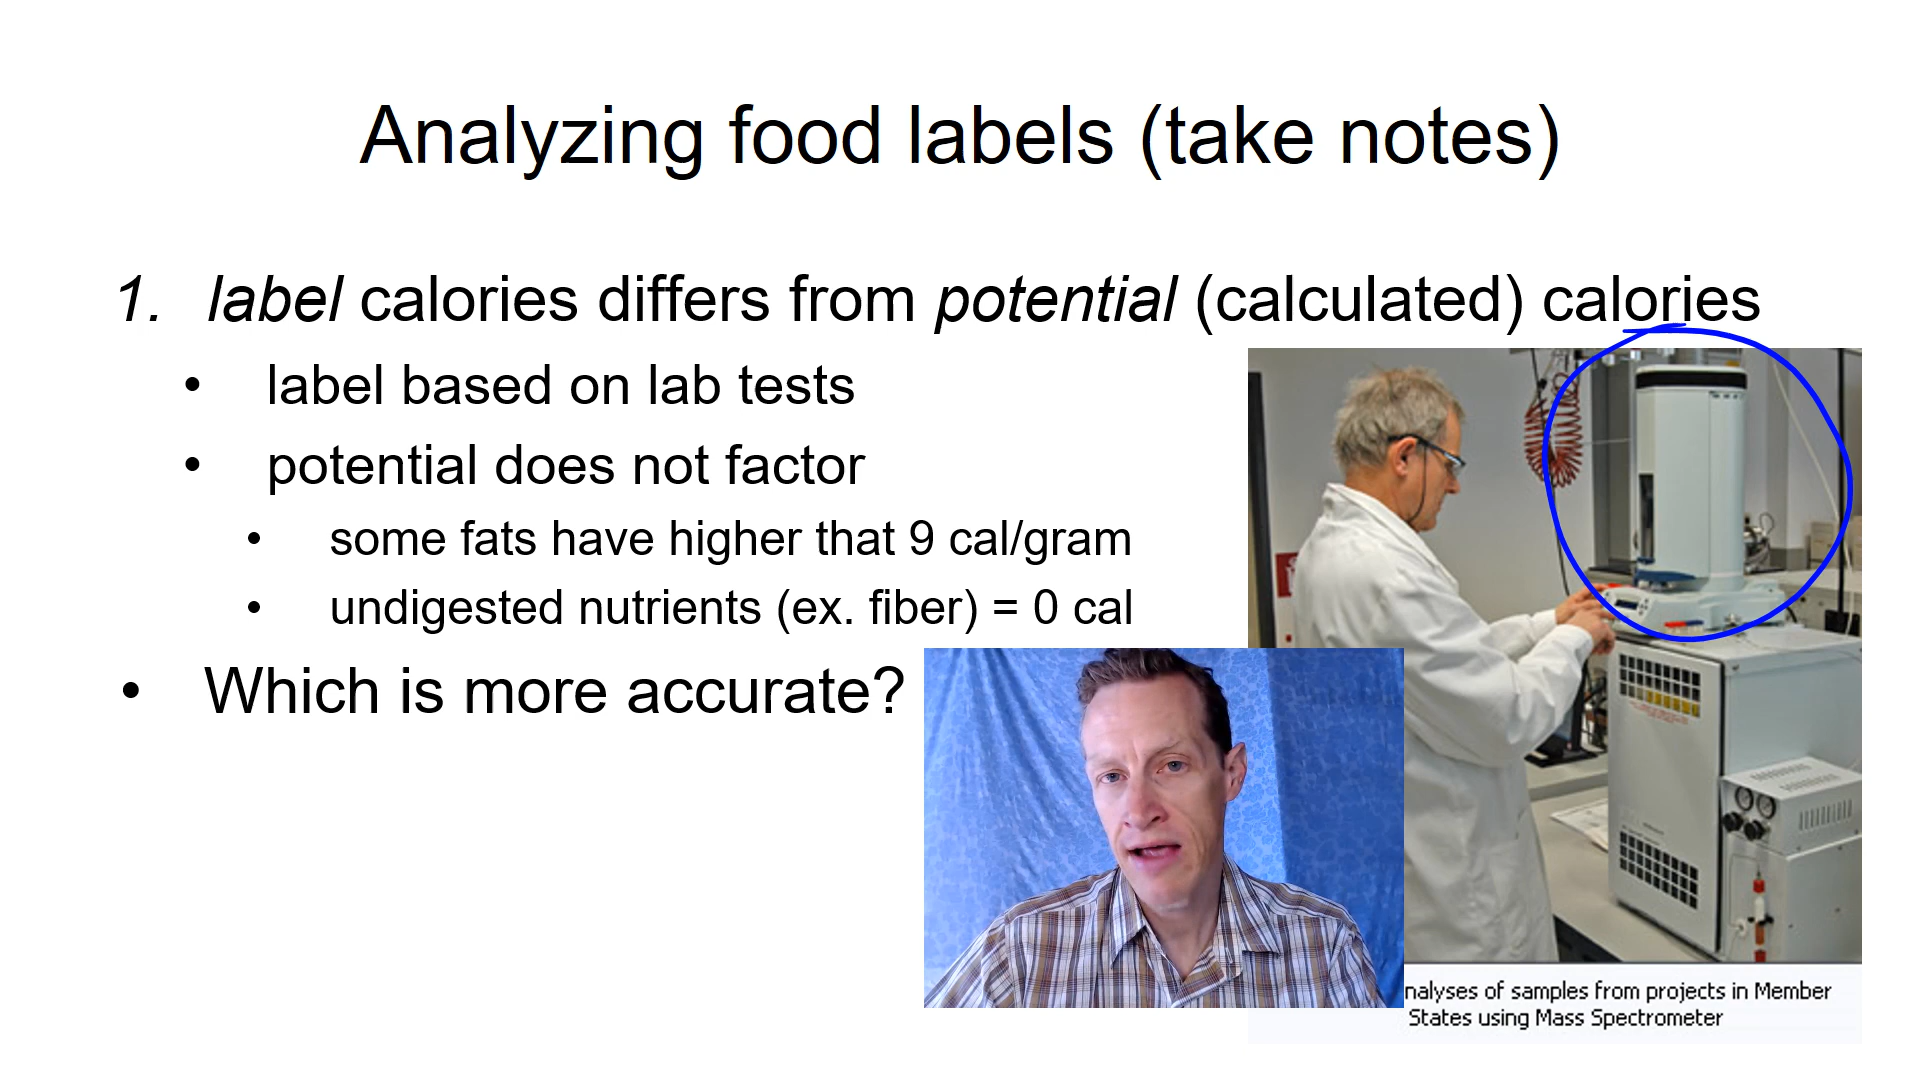 Analyzing food labels (take notes)
1. label calories differs from potential (calculated) calories
• label based on lab tests
• potential does not factor
• some fats have higher that 9 cal/gram
• undigested nutrients (ex. fiber) = 0 cal
• Which is more accurate?
nalyses of samples from projects in Member
States using Mass Spectrometer